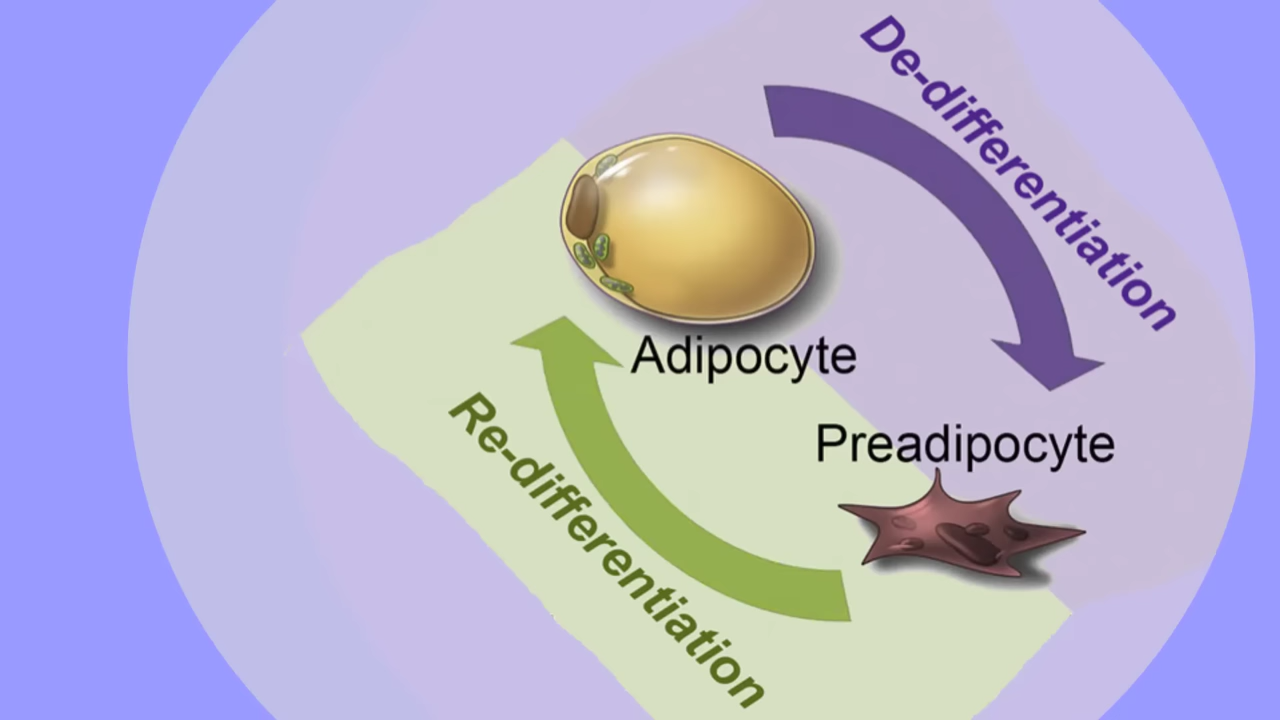 De-differentiation
Adipocyte
Preadipocyte
Re-differentiation